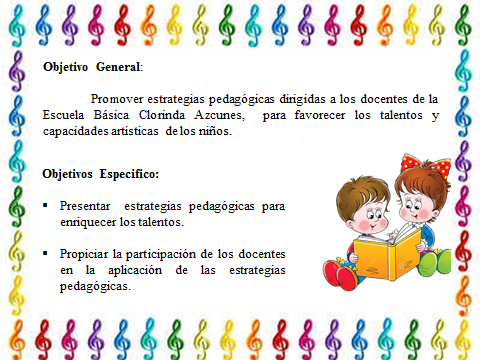 Objetivo General:
Promover estrategias pedagógicas dirigidas a los docentes de la
Escuela Básica Clorinda Azcunes, para favorecer los talentos y
capacidades artísticas de los niños.
Objetivos Específico:
▪ Presentar estrategias pedagógicas para
enriquecer los talentos.
▪ Propiciar la participación de los docentes
en la aplicación de las estrategias
pedagógicas.